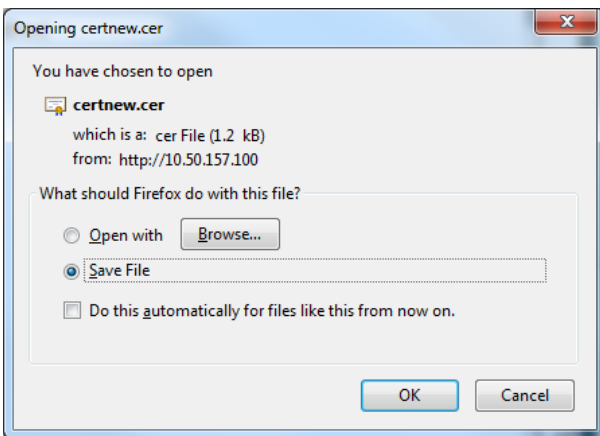 Opening certnew.cer
You have chosen to open
certnew.cer
which is a: cer File (1.2 kB)
from: http://10.50.157.100
What should Firefox do with this file?
Open with Browse...
Save File
Do this automatically for files like this from now on.
OK Cancel